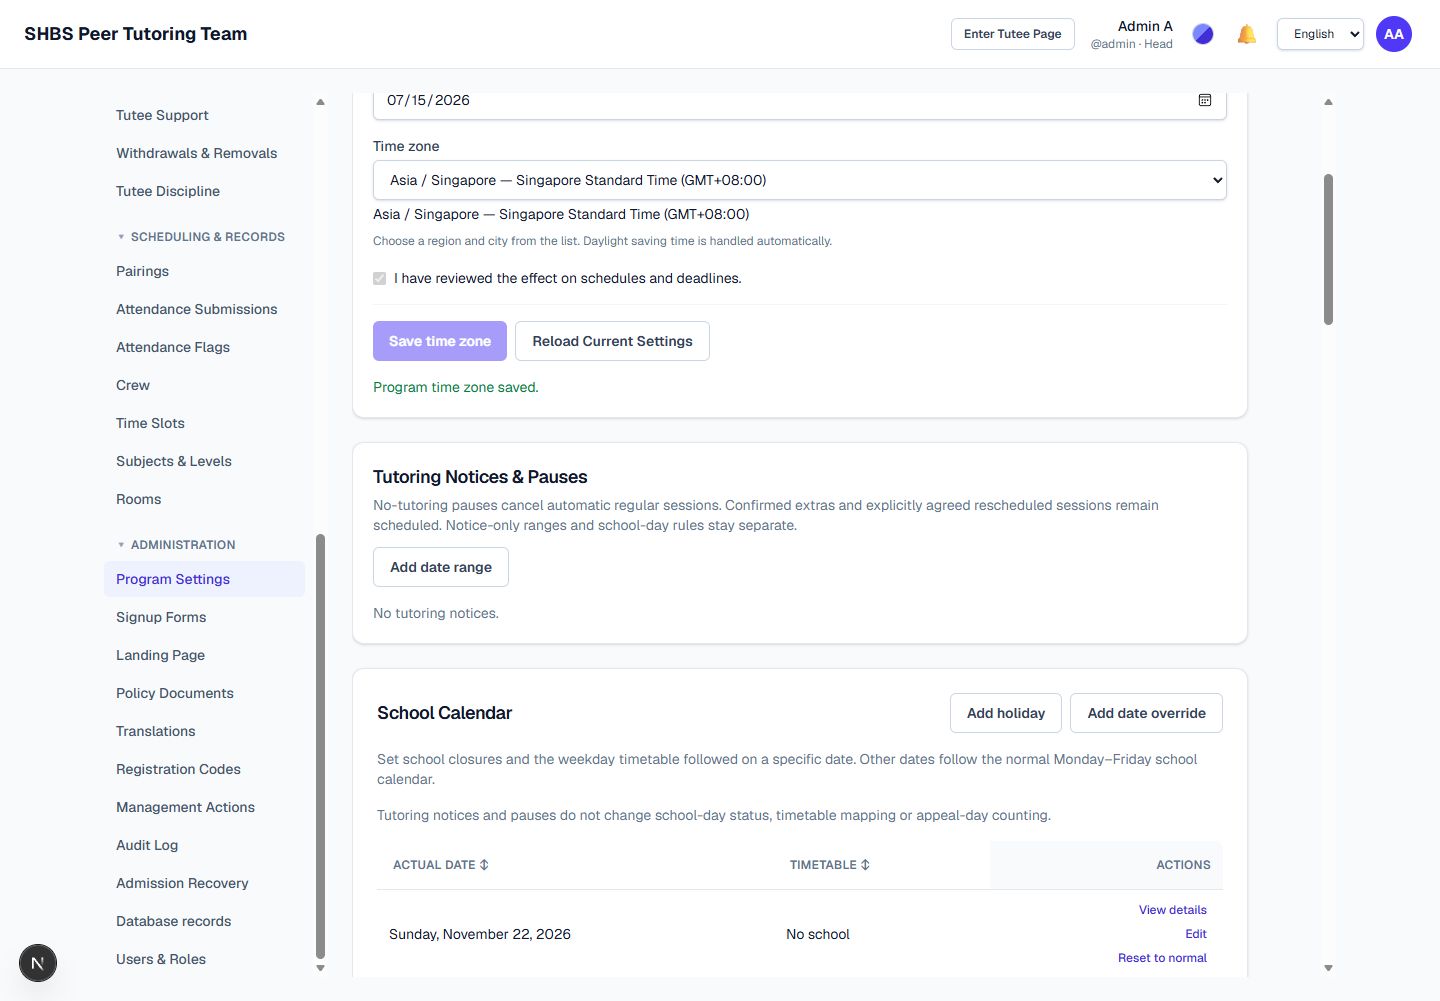 SHBS Peer Tutoring Team
Enter Tutee Page
Admin A
@admin · Head
English
AA
Tutee Support
Withdrawals & Removals
Tutee Discipline
SCHEDULING & RECORDS
Pairings
Attendance Submissions
Attendance Flags
Crew
Time Slots
Subjects & Levels
Rooms
ADMINISTRATION
Program Settings
Signup Forms
Landing Page
Policy Documents
Translations
Registration Codes
Management Actions
Audit Log
Admission Recovery
Database records
Users & Roles
N
07/15/2026
Time zone
Asia / Singapore — Singapore Standard Time (GMT+08:00)
Asia / Singapore — Singapore Standard Time (GMT+08:00)
Choose a region and city from the list. Daylight saving time is handled automatically.
I have reviewed the effect on schedules and deadlines.
Save time zone
Reload Current Settings
Program time zone saved.
Tutoring Notices & Pauses
No-tutoring pauses cancel automatic regular sessions. Confirmed extras and explicitly agreed rescheduled sessions remain
scheduled. Notice-only ranges and school-day rules stay separate.
Add date range
No tutoring notices.
School Calendar
Add holiday
Add date override
Set school closures and the weekday timetable followed on a specific date. Other dates follow the normal Monday–Friday school
calendar.
Tutoring notices and pauses do not change school-day status, timetable mapping or appeal-day counting.
ACTUAL DATE
TIMETABLE
ACTIONS
Sunday, November 22, 2026
No school
View details
Edit
Reset to normal